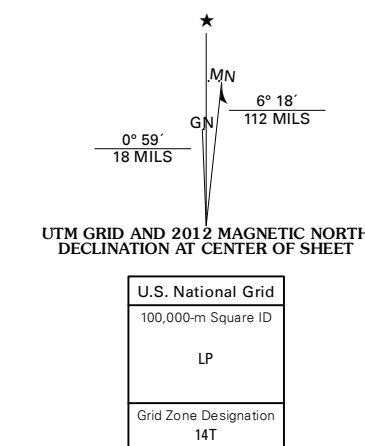 ★
MN
GN
6° 18´
112 MILS
0° 59´
18 MILS
UTM GRID AND 2012 MAGNETIC NORTH
DECLINATION AT CENTER OF SHEET
U.S. National Grid
100,000-m Square ID
LP
Grid Zone Designation
14T